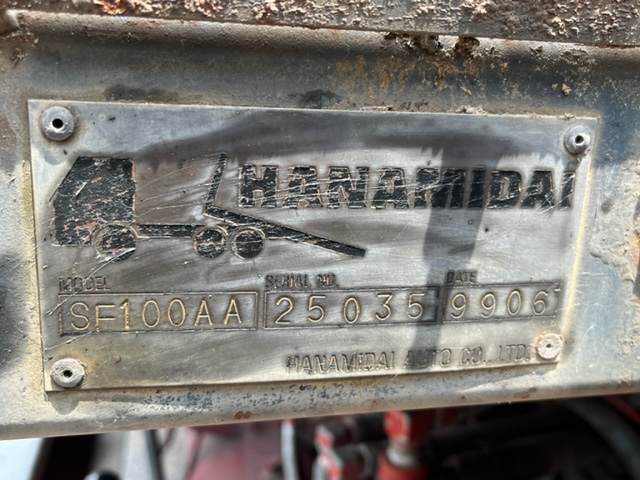 HANAMIDAI
MODEL SERIAL NO. DATE
SF100AA 25035 9906
HANAMIDAI AUTO CO., LTD.